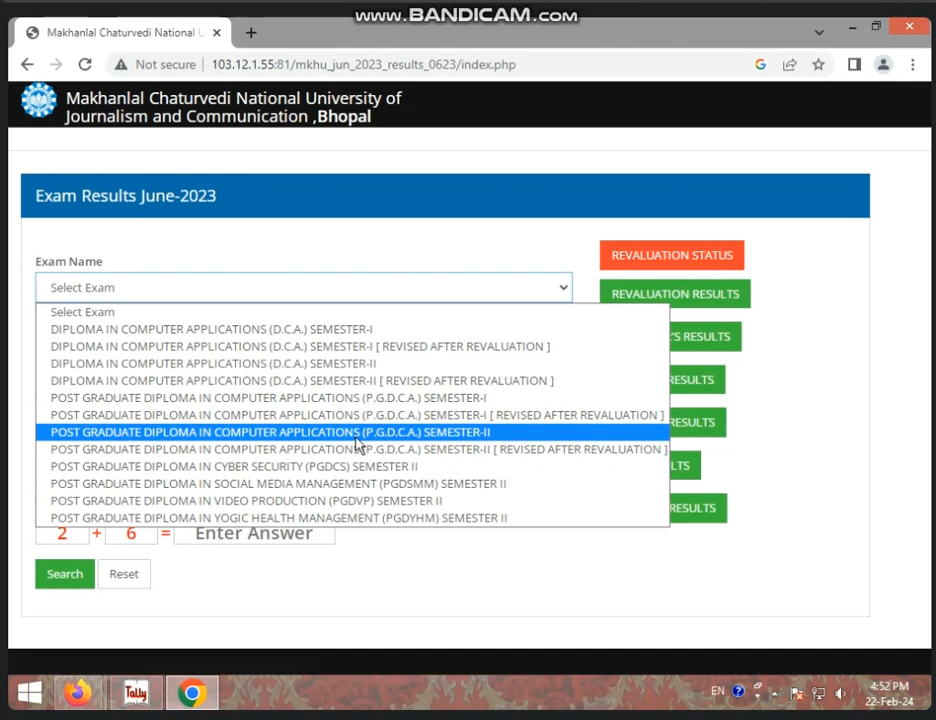 www.BANDICAM.com
Makhanlal Chaturvedi National U
Not secure
103.12.1.55:81/mkhu_jun_2023_results_0623/index.php
Makhanlal Chaturvedi National University of
Journalism and Communication ,Bhopal
Exam Results June-2023
Exam Name
REVALUATION STATUS
Select Exam
REVALUATION RESULTS
Select Exam
DIPLOMA IN COMPUTER APPLICATIONS (D.C.A.) SEMESTER-I
'S RESULTS
DIPLOMA IN COMPUTER APPLICATIONS (D.C.A.) SEMESTER-I [ REVISED AFTER REVALUATION ]
DIPLOMA IN COMPUTER APPLICATIONS (D.C.A.) SEMESTER-II
DIPLOMA IN COMPUTER APPLICATIONS (D.C.A.) SEMESTER-II [ REVISED AFTER REVALUATION ]
RESULTS
POST GRADUATE DIPLOMA IN COMPUTER APPLICATIONS (P.G.D.C.A.) SEMESTER-I
POST GRADUATE DIPLOMA IN COMPUTER APPLICATIONS (P.G.D.C.A.) SEMESTER-I [ REVISED AFTER REVALUATION ]
RESULTS
POST GRADUATE DIPLOMA IN COMPUTER APPLICATIONS (P.G.D.C.A.) SEMESTER-II
POST GRADUATE DIPLOMA IN COMPUTER APPLICATIONS (P.G.D.C.A.) SEMESTER-II [ REVISED AFTER REVALUATION ]
POST GRADUATE DIPLOMA IN CYBER SECURITY (PGDCS) SEMESTER II
LTS
POST GRADUATE DIPLOMA IN SOCIAL MEDIA MANAGEMENT (PGDSMM) SEMESTER II
POST GRADUATE DIPLOMA IN VIDEO PRODUCTION (PGDVP) SEMESTER II
RESULTS
POST GRADUATE DIPLOMA IN YOGIC HEALTH MANAGEMENT (PGDYHM) SEMESTER II
2 + 6 = Enter Answer
Search
Reset
Tally
EN
4:52 PM
22-Feb-24